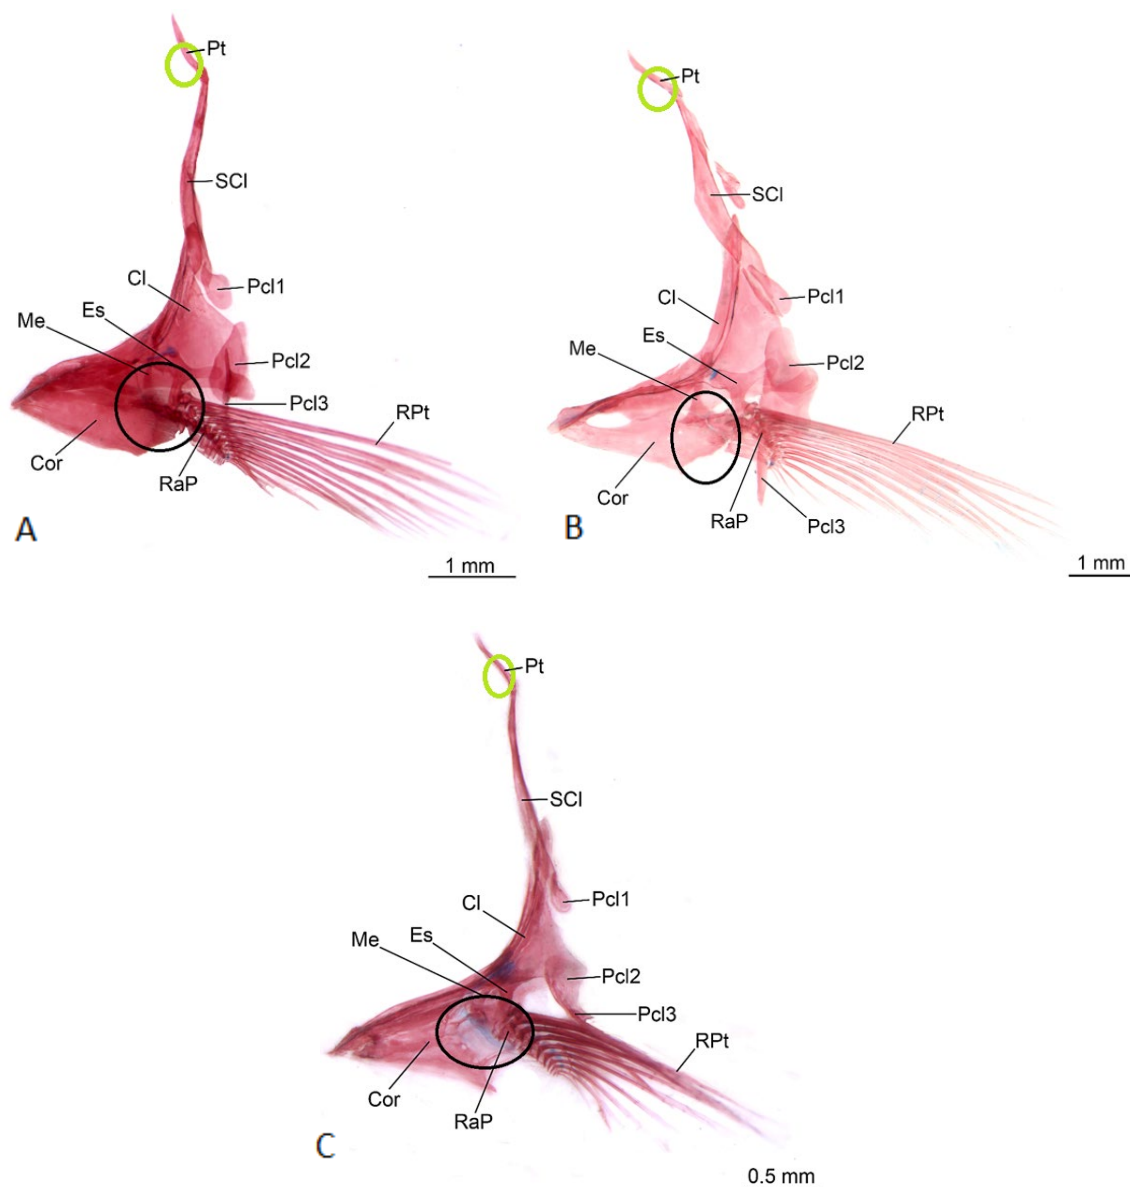 Pt
SCl
Cl
Pcl1
Es
Me
Pcl2
Pcl3
RPt
Cor
RaP
A
1 mm
Pt
SCl
Cl
Pcl1
Es
Me
Pcl2
RPt
Cor
RaP
Pcl3
B
1 mm
Pt
SCl
Pcl1
Cl
Es
Me
Pcl2
Pcl3
RPt
Cor
RaP
C
0.5 mm